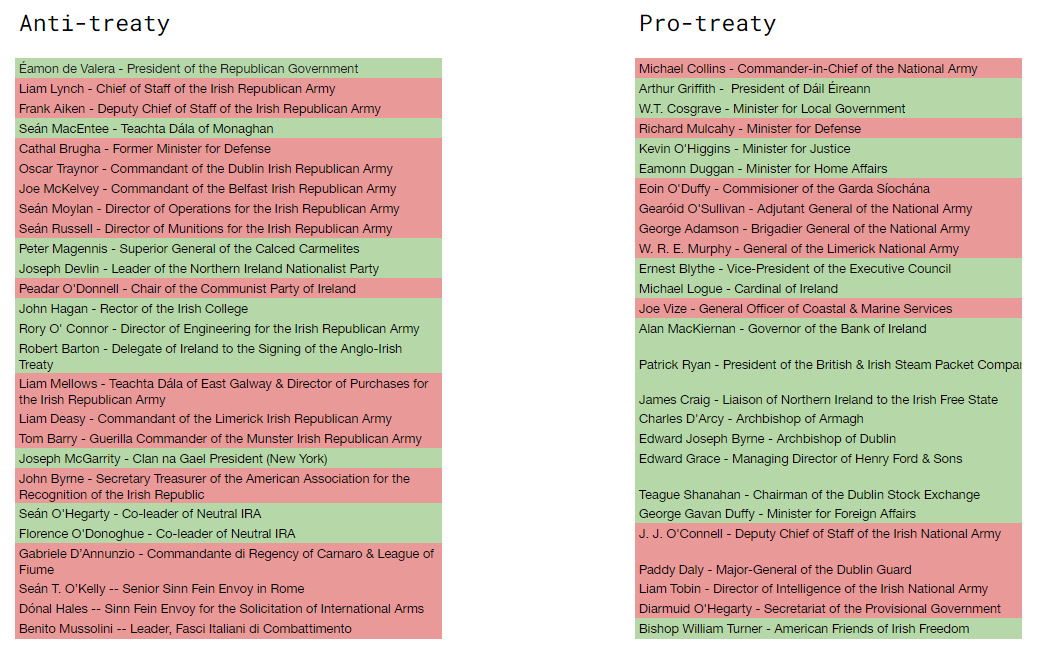 Anti-treaty
Éamon de Valera - President of the Republican Government
Liam Lynch - Chief of Staff of the Irish Republican Army
Frank Aiken - Deputy Chief of Staff of the Irish Republican Army
Seán MacEntee - Teachta Dála of Monaghan
Cathal Brugha - Former Minister for Defense
Oscar Traynor - Commandant of the Dublin Irish Republican Army
Joe McKelvey - Commandant of the Belfast Irish Republican Army
Seán Moylan - Director of Operations for the Irish Republican Army
Seán Russell - Director of Munitions for the Irish Republican Army
Peter Magennis - Superior General of the Calced Carmelites
Joseph Devlin - Leader of the Northern Ireland Nationalist Party
Peadar O'Donnell - Chair of the Communist Party of Ireland
John Hagan - Rector of the Irish College
Rory O' Connor - Director of Engineering for the Irish Republican Army
Robert Barton - Delegate of Ireland to the Signing of the Anglo-Irish
Treaty
Liam Mellows - Teachta Dála of East Galway & Director of Purchases for
the Irish Republican Army
Liam Deasy - Commandant of the Limerick Irish Republican Army
Tom Barry - Guerilla Commander of the Munster Irish Republican Army
Joseph McGarrity - Clan na Gael President (New York)
John Byrne - Secretary Treasurer of the American Association for the
Recognition of the Irish Republic
Seán O'Hegarty - Co-leader of Neutral IRA
Florence O'Donoghue - Co-leader of Neutral IRA
Gabriele D'Annunzio - Commandante di Regency of Carnaro & League of
Fiume
Seán T. O'Kelly -- Senior Sinn Fein Envoy in Rome
Dónal Hales -- Sinn Fein Envoy for the Solicitation of International Arms
Benito Mussolini -- Leader, Fasci Italiani di Combattimento
Pro-treaty
Michael Collins - Commander-in-Chief of the National Army
Arthur Griffith - President of Dáil Éireann
W.T. Cosgrave - Minister for Local Government
Richard Mulcahy - Minister for Defense
Kevin O'Higgins - Minister for Justice
Eamonn Duggan - Minister for Home Affairs
Eoin O'Duffy - Commisioner of the Garda Síochána
Gearóid O'Sullivan - Adjutant General of the National Army
George Adamson - Brigadier General of the National Army
W. R. E. Murphy - General of the Limerick National Army
Ernest Blythe - Vice-President of the Executive Council
Michael Logue - Cardinal of Ireland
Joe Vize - General Officer of Coastal & Marine Services
Alan MacKiernan - Governor of the Bank of Ireland
Patrick Ryan - President of the British & Irish Steam Packet Compan
James Craig - Liaison of Northern Ireland to the Irish Free State
Charles D'Arcy - Archbishop of Armagh
Edward Joseph Byrne - Archbishop of Dublin
Edward Grace - Managing Director of Henry Ford & Sons
Teague Shanahan - Chairman of the Dublin Stock Exchange
George Gavan Duffy - Minister for Foreign Affairs
J. J. O'Connell - Deputy Chief of Staff of the Irish National Army
Paddy Daly - Major-General of the Dublin Guard
Liam Tobin - Director of Intelligence of the Irish National Army
Diarmuid O'Hegarty - Secretariat of the Provisional Government
Bishop William Turner - American Friends of Irish Freedom